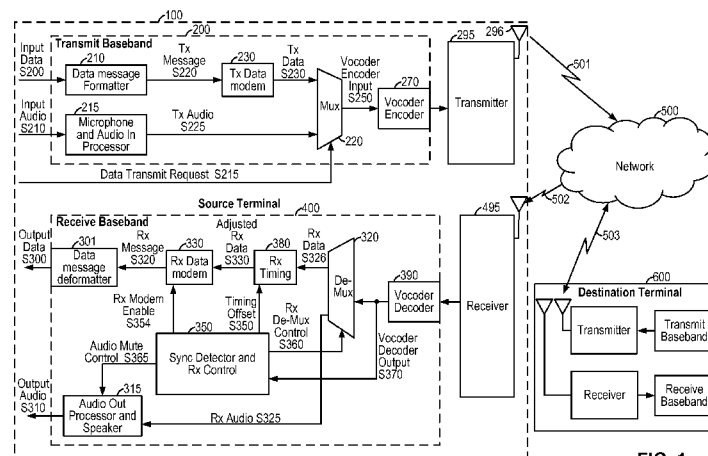 100
200
Transmit Baseband
Input
Data
S200
210
Data message
Formatter
Tx
Message
S220
230
Tx Data
modem
Tx
Data
S230
Mux
220
Vocoder
Encoder
Input
S250
270
Vocoder
Encoder
295
Transmitter
296
501
500
Network
Input
Audio
S210
215
Microphone
and Audio In
Processor
Tx Audio
S225
Data Transmit Request S215
Source Terminal
400
Receive Baseband
Output
Data
S300
301
Data
message
deformatter
Rx
Message
S320
330
Rx Data
modem
Adjusted
Rx
Data
S330
380
Rx
Timing
Rx
Data
S326
320
De-
Mux
390
Vocoder
Decoder
495
Receiver
502
503
Rx Modem
Enable
S354
Timing
Offset
S350
Rx
De-Mux
Control
S360
350
Sync Detector and
Rx Control
Vocoder
Decoder
Output
S370
Audio Mute
Control S365
Output
Audio
S310
315
Audio Out
Processor and
Speaker
Rx Audio S325
600
Destination Terminal
Transmitter
Transmit
Baseband
Receiver
Receive
Baseband
FIG. 1